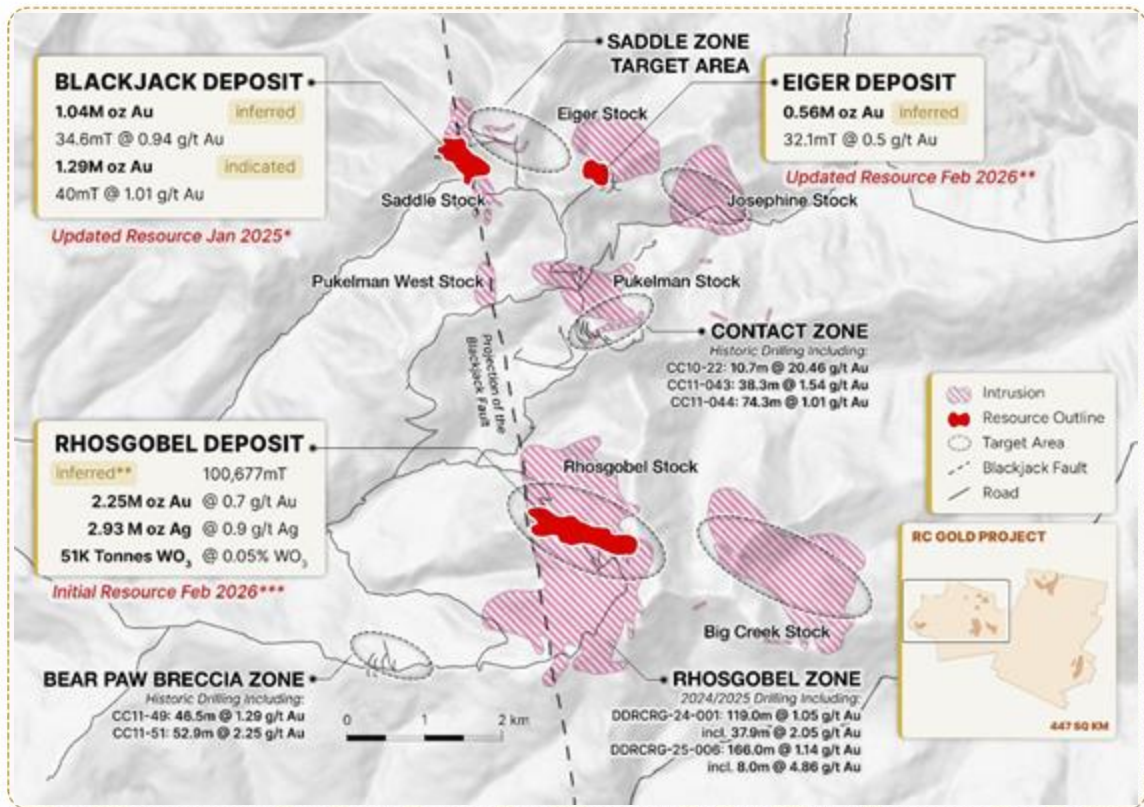 SADDLE ZONE
TARGET AREA
BLACKJACK DEPOSIT
1.04M oz Au inferred
34.6mT @ 0.94 g/t Au
1.29M oz Au indicated
40mT @ 1.01 g/t Au
Updated Resource Jan 2025*
EIGER DEPOSIT
0.56M oz Au inferred
32.1mT @ 0.5 g/t Au
Updated Resource Feb 2026**
Eiger Stock
Saddle Stock
Josephine Stock
Pukelman West Stock
Pukelman Stock
CONTACT ZONE
Historic Drilling Including:
CC10-22: 10.7m @ 20.46 g/t Au
CC11-043: 38.3m @ 1.54 g/t Au
CC11-044: 74.3m @ 1.01 g/t Au
Projection of the
Blackjack Fault
Intrusion
Resource Outline
Target Area
Blackjack Fault
Road
RHOSGOBEL DEPOSIT
inferred** 100,677mT
2.25M oz Au @ 0.7 g/t Au
2.93 M oz Ag @ 0.9 g/t Ag
51K Tonnes WO3 @ 0.05% WO3
Initial Resource Feb 2026***
Rhosgobel Stock
Big Creek Stock
RC GOLD PROJECT
447 SQ KM
BEAR PAW BRECCIA ZONE
Historic Drilling Including:
CC11-49: 46.5m @ 1.29 g/t Au
CC11-51: 52.9m @ 2.25 g/t Au
0 1 2 km
RHOSGOBEL ZONE
2024/2025 Drilling Including:
DDRCRG-24-001: 119.0m @ 1.05 g/t Au
incl. 37.9m @ 2.05 g/t Au
DDRCRG-25-006: 166.0m @ 1.14 g/t Au
incl. 8.0m @ 4.86 g/t Au